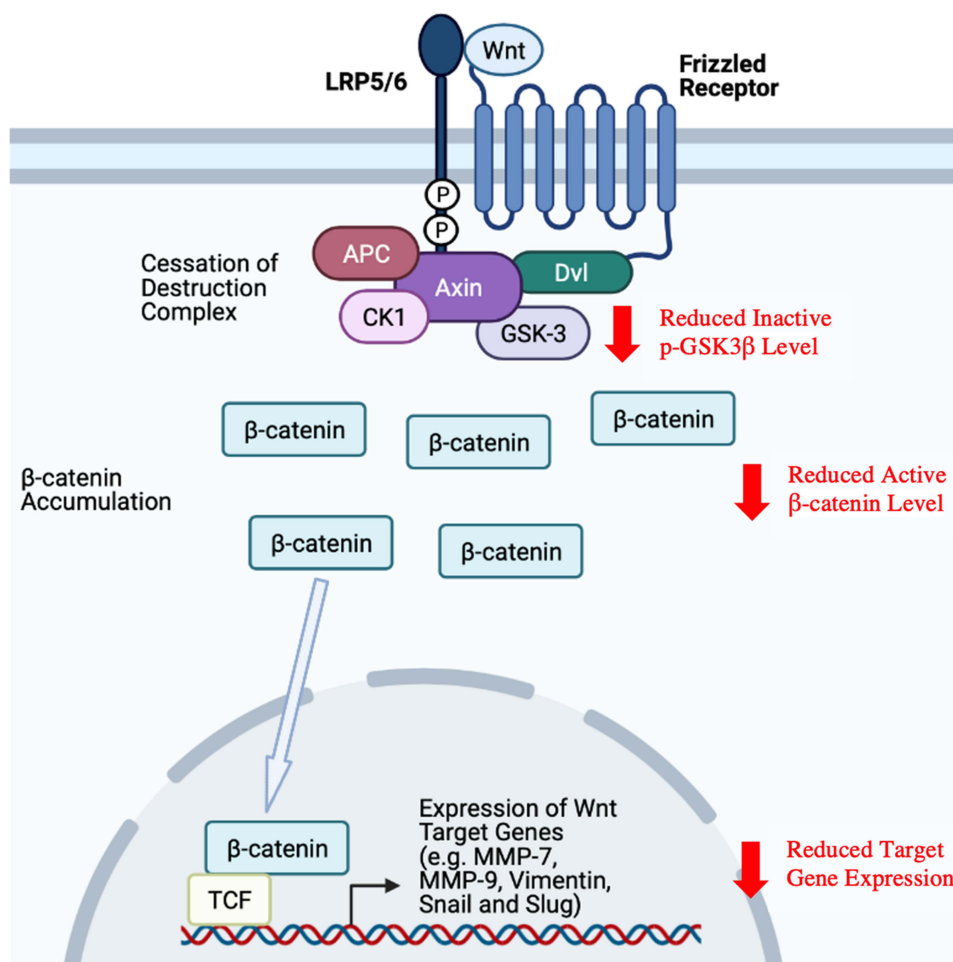 Wnt
LRP5/6
Frizzled
Receptor
P
P
APC
Axin
Dvl
CK1
GSK-3
Cessation of
Destruction
Complex
Reduced Inactive
p-GSK3β Level
β-catenin
β-catenin
β-catenin
β-catenin
Accumulation
Reduced Active
β-catenin Level
β-catenin
β-catenin
Expression of Wnt
Target Genes
(e.g. MMP-7,
MMP-9, Vimentin,
Snail and Slug)
β-catenin
TCF
Reduced Target
Gene Expression